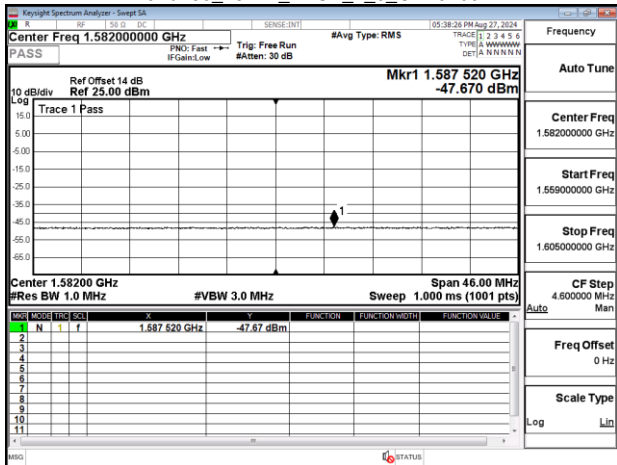 Keysight Spectrum Analyzer - Swept SA
R RF 50 Ω DC SENSE:INT 05:38:26 PM Aug 27, 2024
Center Freq 1.582000000 GHz #Avg Type: RMS TRACE 1 2 3 4 5 6
PASS PNO: Fast Trig: Free Run TYPE A WWWWW
IFGain:Low #Atten: 30 dB DET A N N N N N
Mkr1 1.587 520 GHz
Ref Offset 14 dB
10 dB/div Ref 25.00 dBm -47.670 dBm
Log
Trace 1 Pass
15.0
5.00
-5.00
-15.0
-25.0
-35.0
1
-45.0
-55.0
-65.0
Center 1.58200 GHz Span 46.00 MHz
#Res BW 1.0 MHz #VBW 3.0 MHz Sweep 1.000 ms (1001 pts)
MKR MODE TRC SCL X Y FUNCTION FUNCTION WIDTH FUNCTION VALUE
1 N 1 f 1.587 520 GHz -47.67 dBm
2
3
4
5
6
7
8
9
10
11
MSG STATUS
Frequency
Auto Tune
Center Freq
1.582000000 GHz
Start Freq
1.559000000 GHz
Stop Freq
1.605000000 GHz
CF Step
4.600000 MHz
Auto Man
Freq Offset
0 Hz
Scale Type
Log Lin